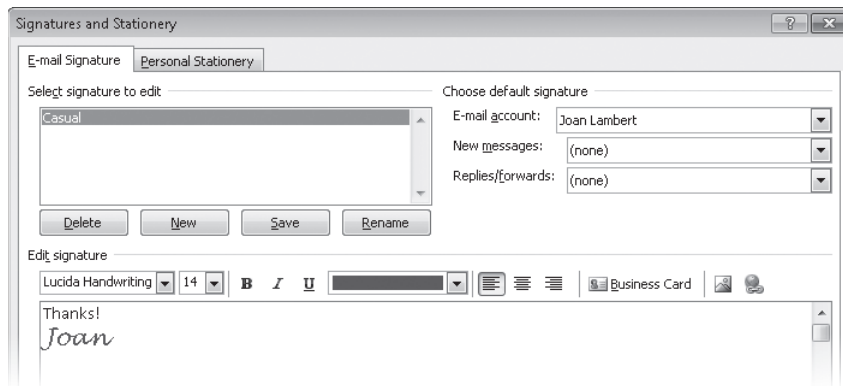 Signatures and Stationery
E-mail Signature Personal Stationery
Select signature to edit
Choose default signature
Casual
E-mail account: Joan Lambert
New messages: (none)
Replies/forwards: (none)
Delete New Save Rename
Edit signature
Lucida Handwriting 14 B I U Business Card
Thanks!
Joan